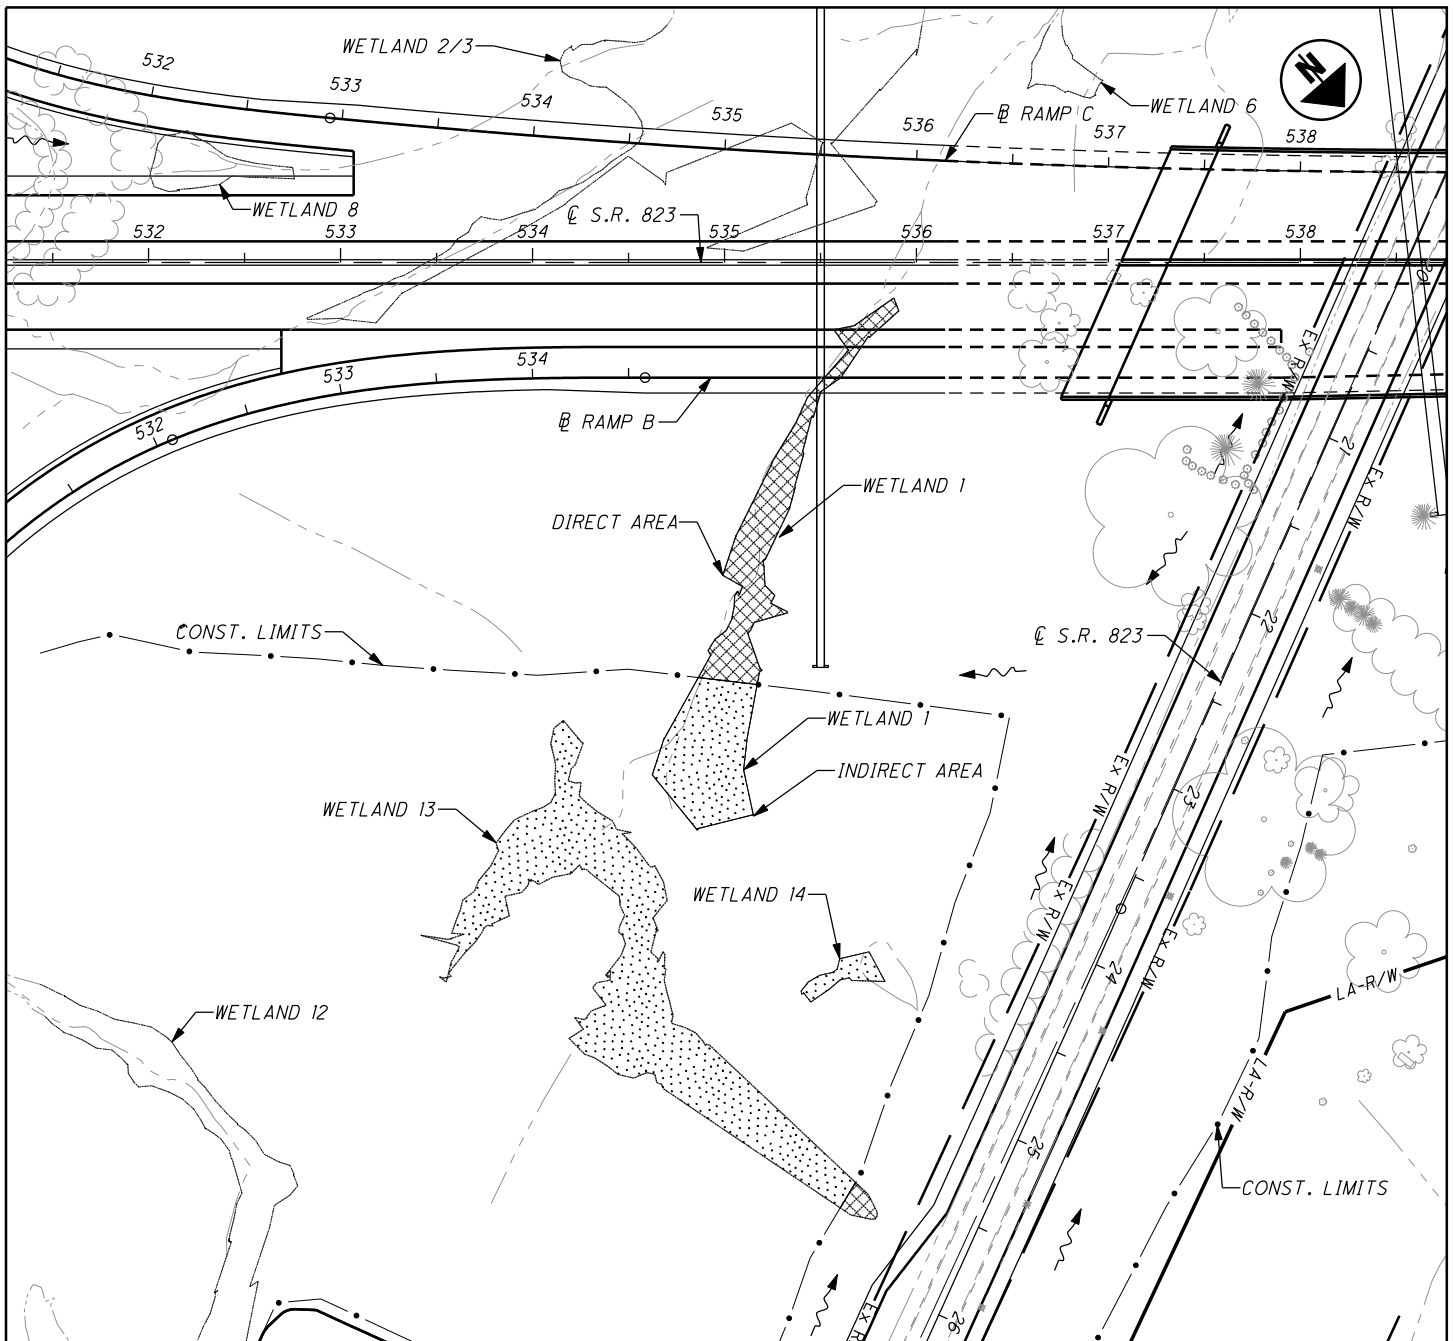 WETLAND 2/3
532
533
534
535
536
537
538
℄ RAMP C
WETLAND 6
N
WETLAND 8
℄ S.R. 823
532
533
534
535
536
537
538
20
534
533
532
℄ RAMP B
Ex R/W
21
Ex R/W
WETLAND 1
DIRECT AREA
CONST. LIMITS
℄ S.R. 823
22
WETLAND 1
INDIRECT AREA
Ex R/W
23
WETLAND 13
WETLAND 14
Ex R/W
Ex R/W
24
LA-R/W
WETLAND 12
LA-R/W
25
CONST. LIMITS
26
Ex R